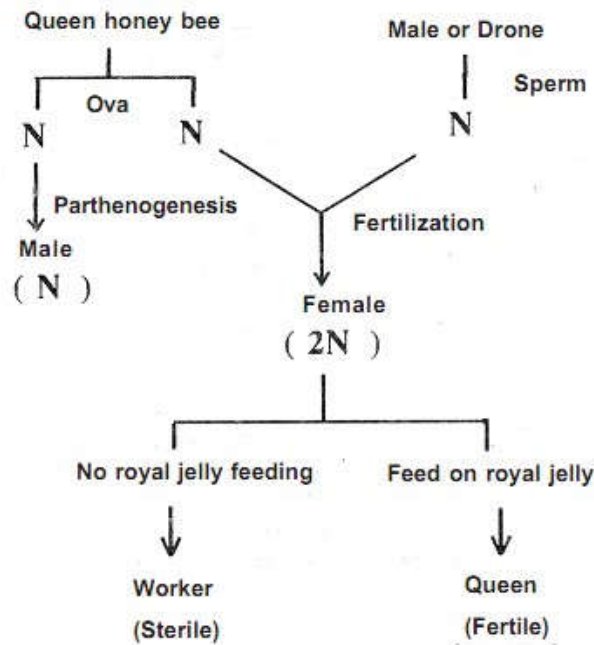 Queen honey bee
Male or Drone
Ova
Sperm
N
N
N
Parthenogenesis
Fertilization
Male
( N )
Female
( 2N )
No royal jelly feeding
Feed on royal jelly
Worker
Queen
(Sterile)
(Fertile)